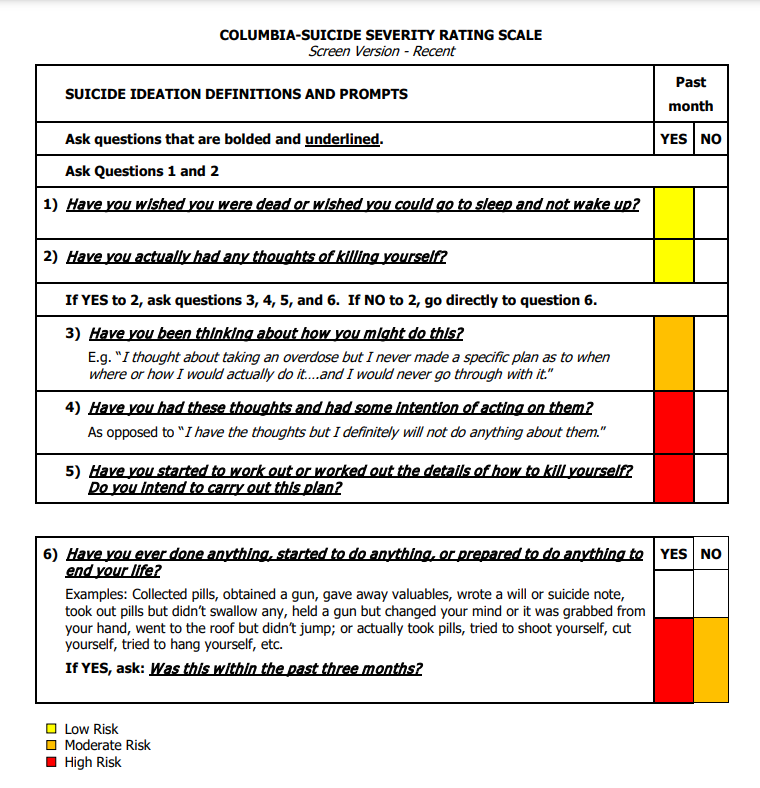 COLUMBIA-SUICIDE SEVERITY RATING SCALE
Screen Version - Recent
SUICIDE IDEATION DEFINITIONS AND PROMPTS
Past
month
Ask questions that are bolded and underlined.
YES NO
Ask Questions 1 and 2
1) Have you wished you were dead or wished you could go to sleep and not wake up?
2) Have you actually had any thoughts of killing yourself?
If YES to 2, ask questions 3, 4, 5, and 6. If NO to 2, go directly to question 6.
3) Have you been thinking about how you might do this?
E.g. “I thought about taking an overdose but I never made a specific plan as to when
where or how I would actually do it….and I would never go through with it.”
4) Have you had these thoughts and had some intention of acting on them?
As opposed to “I have the thoughts but I definitely will not do anything about them.”
5) Have you started to work out or worked out the details of how to kill yourself?
Do you intend to carry out this plan?
6) Have you ever done anything, started to do anything, or prepared to do anything to
end your life?
YES NO
Examples: Collected pills, obtained a gun, gave away valuables, wrote a will or suicide note,
took out pills but didn’t swallow any, held a gun but changed your mind or it was grabbed from
your hand, went to the roof but didn’t jump; or actually took pills, tried to shoot yourself, cut
yourself, tried to hang yourself, etc.
If YES, ask: Was this within the past three months?
Low Risk
Moderate Risk
High Risk